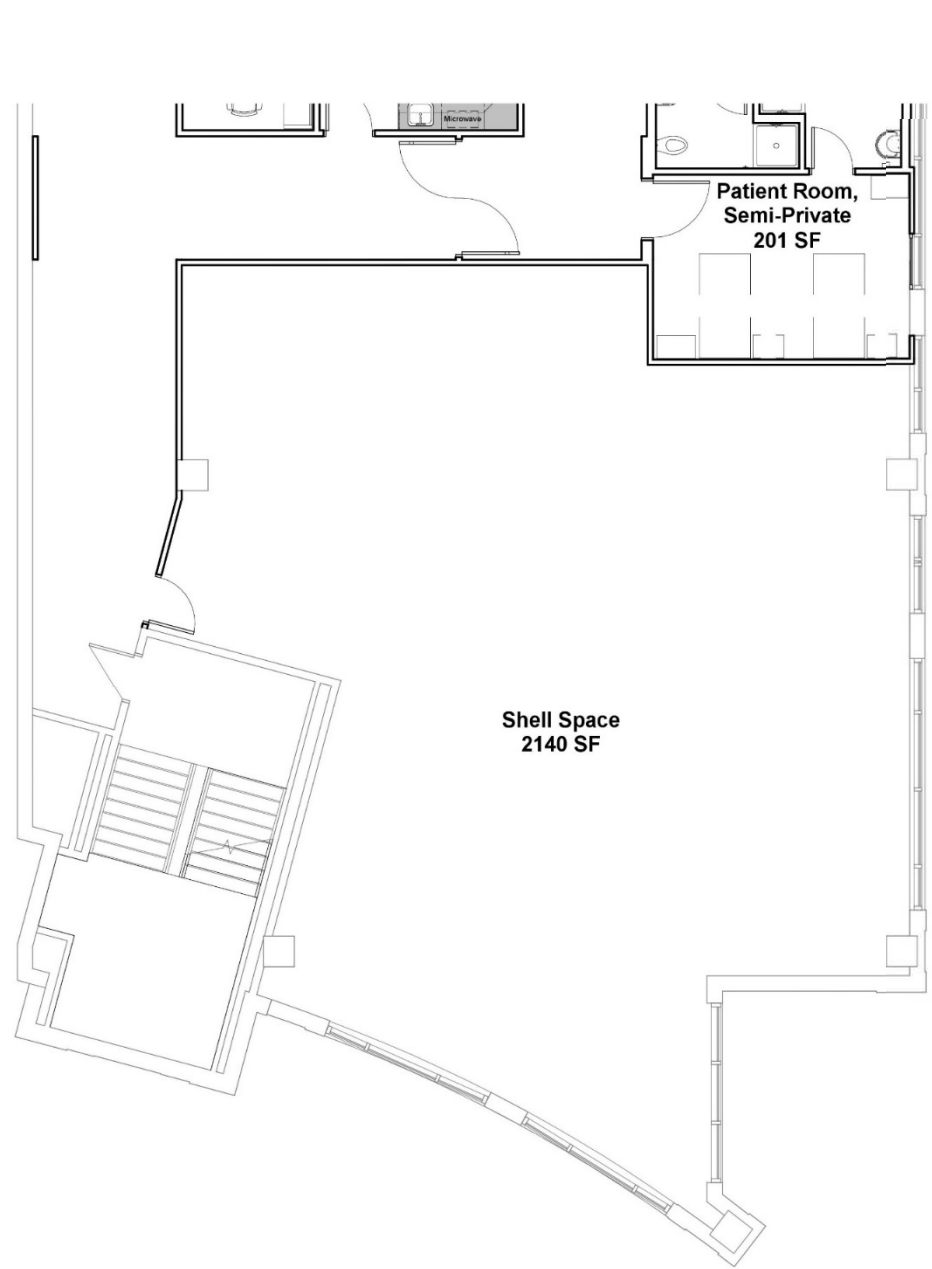 Microwave
Patient Room,
Semi-Private
201 SF
Shell Space
2140 SF